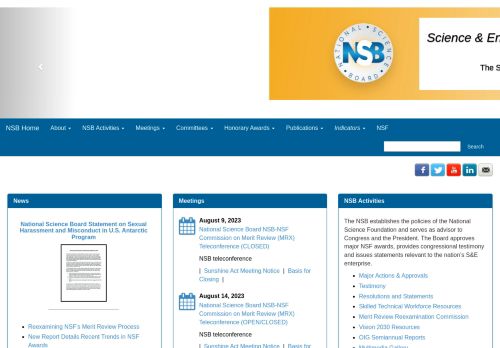 NATIONAL SCIENCE BOARD
NSB
Science & En
The S
NSB Home About NSB Activities Meetings Committees Honorary Awards Publications Indicators NSF
Search
News
National Science Board Statement on Sexual
Harassment and Misconduct in U.S. Antarctic
Program
Reexamining NSF's Merit Review Process
New Report Details Recent Trends in NSF
Awards
Meetings
August 9, 2023
National Science Board NSB-NSF
Commission on Merit Review (MRX)
Teleconference (CLOSED)
NSB teleconference
| Sunshine Act Meeting Notice | Basis for
Closing |
August 14, 2023
National Science Board NSB-NSF
Commission on Merit Review (MRX)
Teleconference (OPEN/CLOSED)
NSB teleconference
| Sunshine Act Meeting Notice | Basis for
NSB Activities
The NSB establishes the policies of the National
Science Foundation and serves as advisor to
Congress and the President. The Board approves
major NSF awards, provides congressional testimony
and issues statements relevant to the nation's S&E
enterprise.
Major Actions & Approvals
Testimony
Resolutions and Statements
Skilled Technical Workforce Resources
Merit Review Reexamination Commission
Vision 2030 Resources
OIG Semiannual Reports
Multimedia Gallery